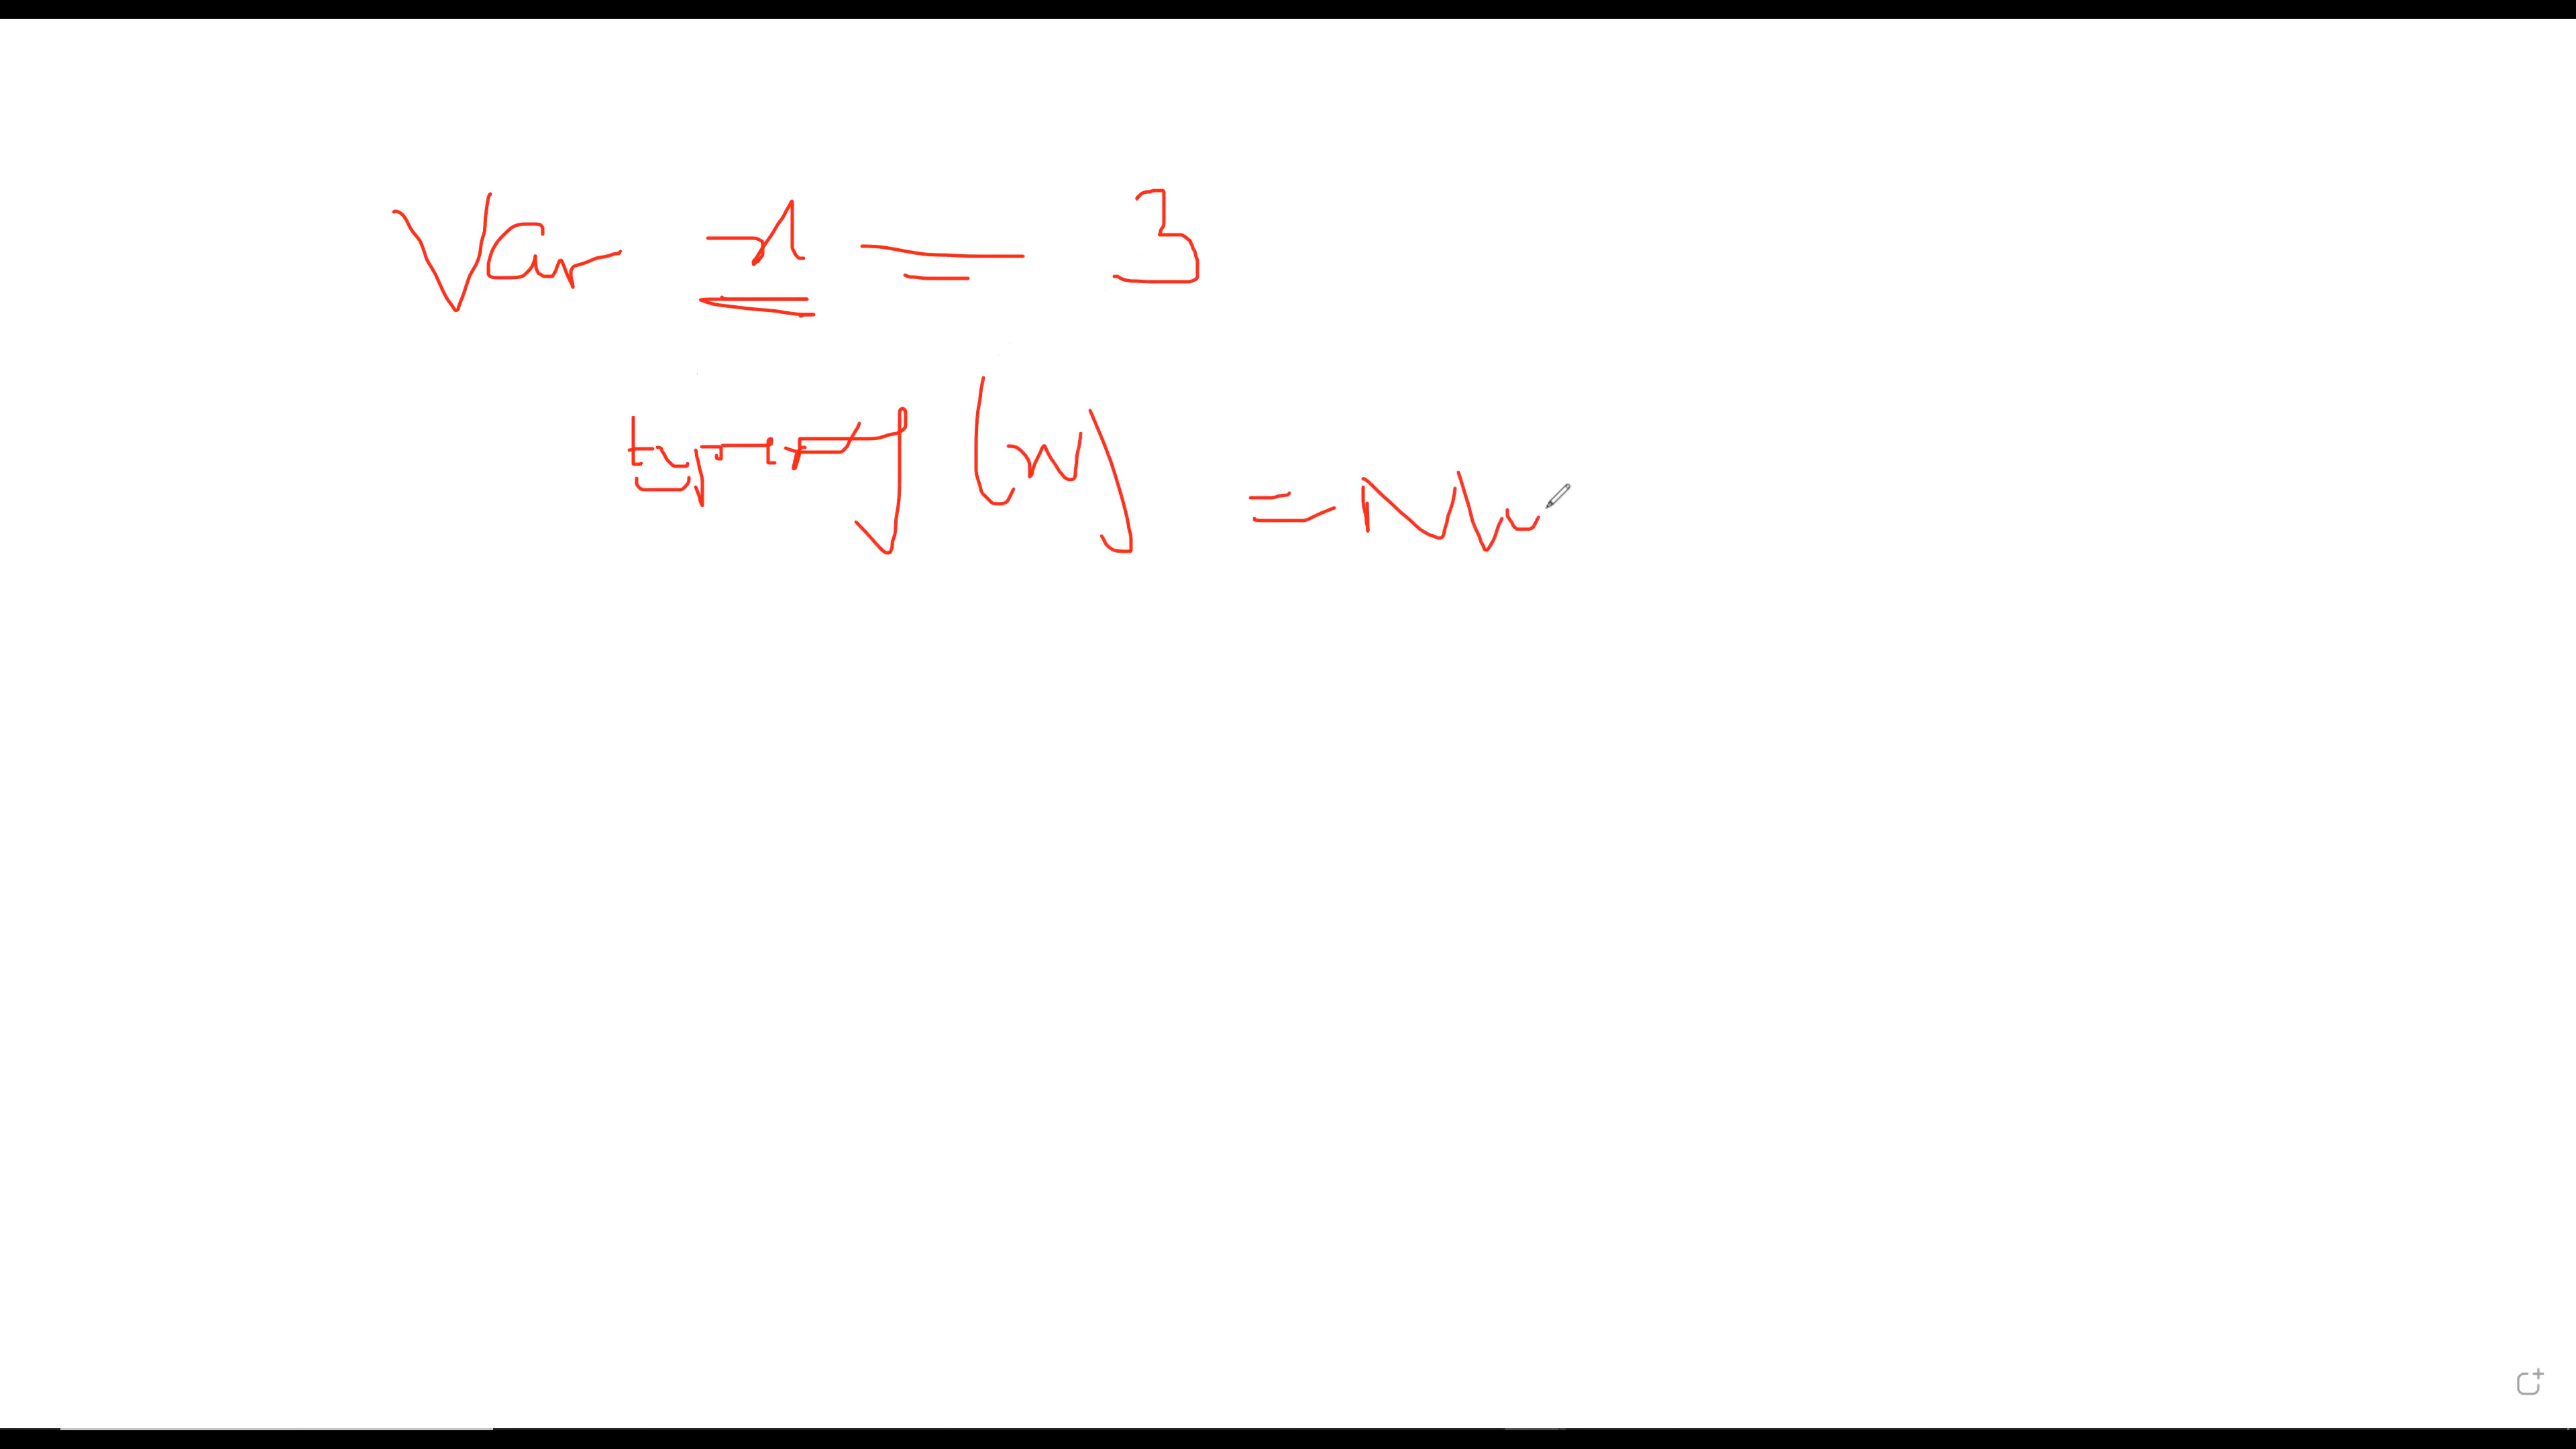 Var x = 3
typeof (x)
= Nu